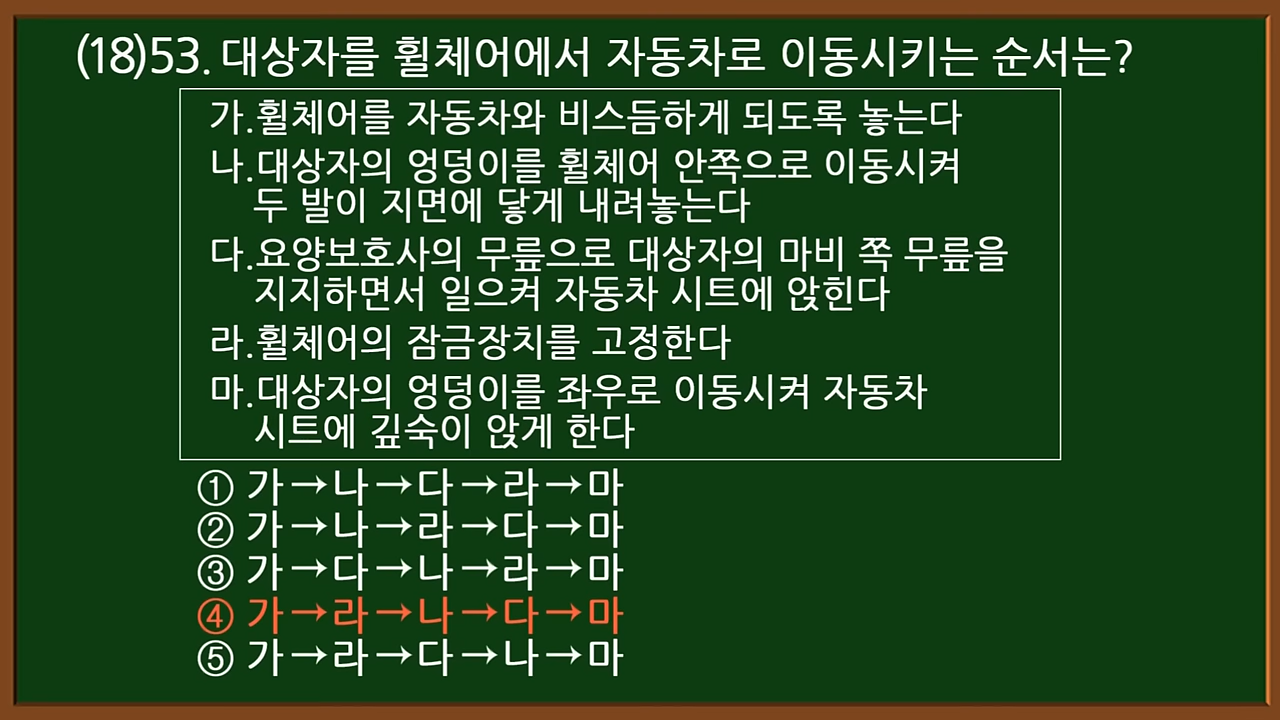 (18)53. 대상자를 휠체어에서 자동차로 이동시키는 순서는?
가.휠체어를 자동차와 비스듬하게 되도록 놓는다
나.대상자의 엉덩이를 휠체어 안쪽으로 이동시켜
두 발이 지면에 닿게 내려놓는다
다.요양보호사의 무릎으로 대상자의 마비 쪽 무릎을
지지하면서 일으켜 자동차 시트에 앉힌다
라.휠체어의 잠금장치를 고정한다
마.대상자의 엉덩이를 좌우로 이동시켜 자동차
시트에 깊숙이 앉게 한다
① 가→나→다→라→마
② 가→나→라→다→마
③ 가→다→나→라→마
④ 가→라→나→다→마
⑤ 가→라→다→나→마